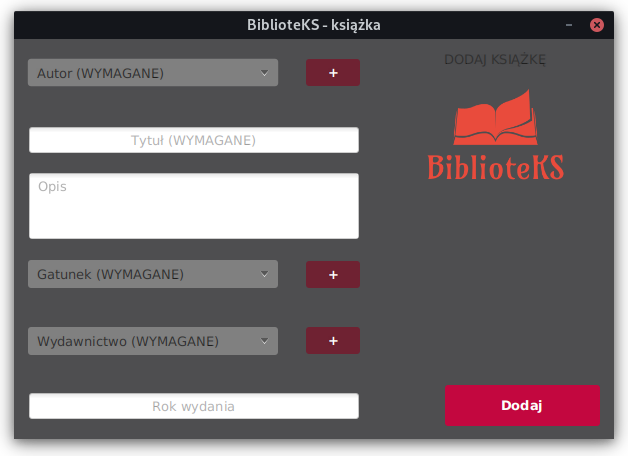 BiblioteKS - książka
Autor (WYMAGANE)
+
Tytuł (WYMAGANE)
Opis
Gatunek (WYMAGANE)
+
Wydawnictwo (WYMAGANE)
+
Rok wydania
DODAJ KSIĄŻKĘ
BiblioteKS
Dodaj